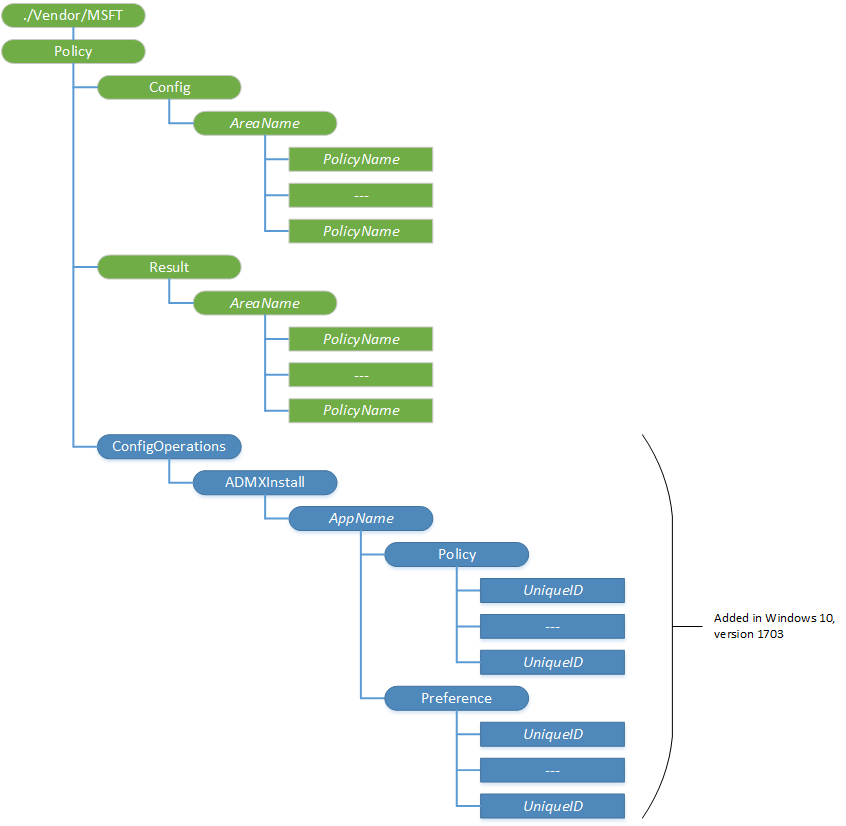 ./Vendor/MSFT
Policy
Config
AreaName
PolicyName
---
PolicyName
Result
AreaName
PolicyName
---
PolicyName
ConfigOperations
ADMXInstall
AppName
Policy
UniqueID
---
UniqueID
Preference
UniqueID
---
UniqueID
Added in Windows 10,
version 1703